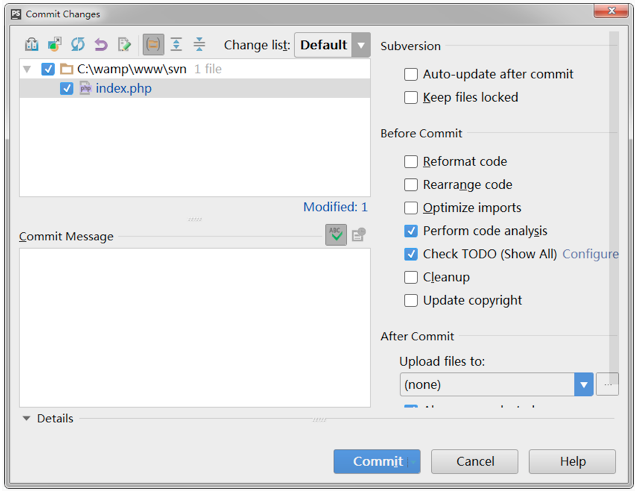 Commit Changes
Change list: Default
C:\wamp\www\svn 1 file
index.php
Modified: 1
Commit Message
ABC
Details
Subversion
Auto-update after commit
Keep files locked
Before Commit
Reformat code
Rearrange code
Optimize imports
Perform code analysis
Check TODO (Show All) Configure
Cleanup
Update copyright
After Commit
Upload files to:
(none)
...
Commit
Cancel
Help